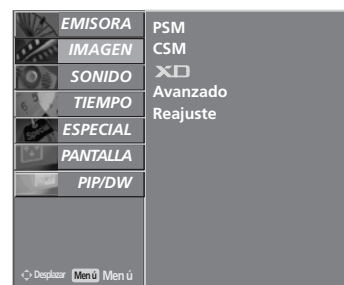 EMISORA
IMAGEN
SONIDO
TIEMPO
ESPECIAL
PANTALLA
PIP/DW
PSM
CSM
XD
Avanzado
Reajuste
Desplazar Menú Menú